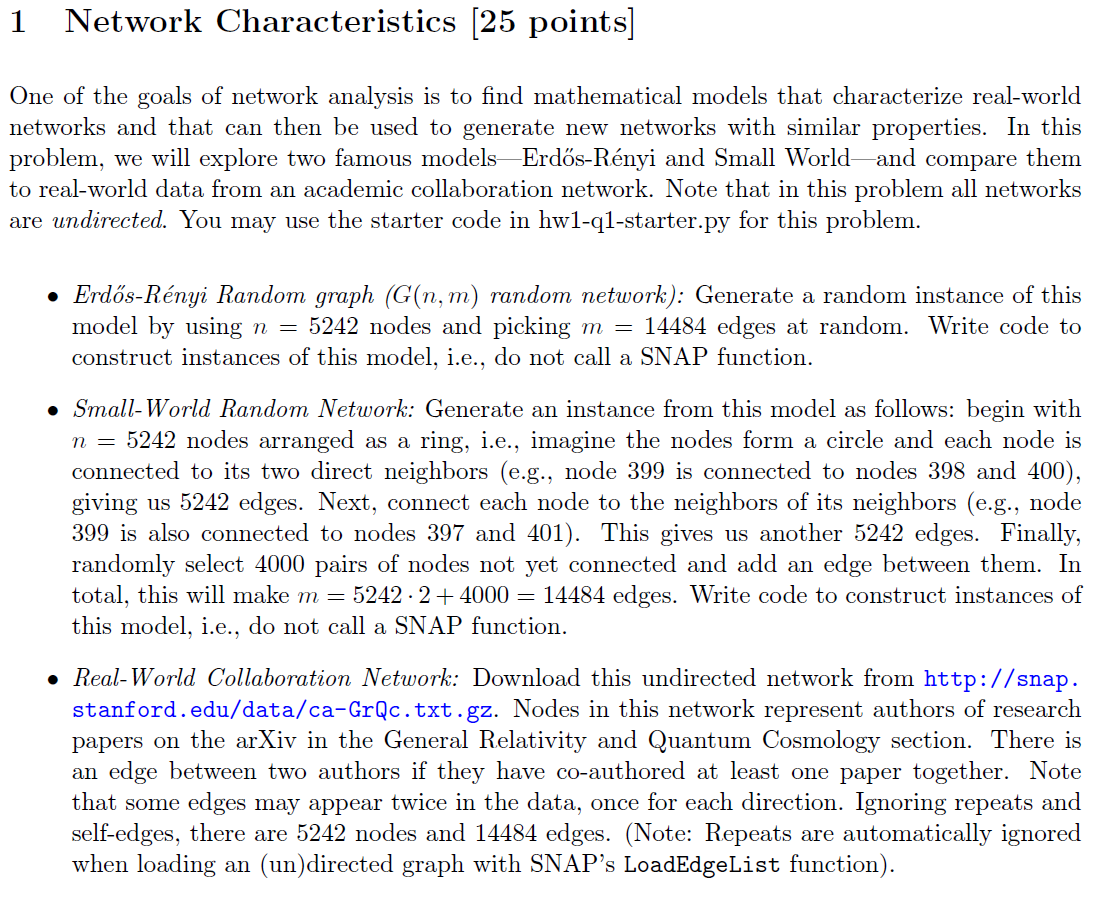 1 Network Characteristics [25 points]
One of the goals of network analysis is to find mathematical models that characterize real-world
networks and that can then be used to generate new networks with similar properties. In this
problem, we will explore two famous models—Erdős-Rényi and Small World—and compare them
to real-world data from an academic collaboration network. Note that in this problem all networks
are undirected. You may use the starter code in hw1-q1-starter.py for this problem.
• Erdős-Rényi Random graph (G(n, m) random network): Generate a random instance of this
model by using n = 5242 nodes and picking m = 14484 edges at random. Write code to
construct instances of this model, i.e., do not call a SNAP function.
• Small-World Random Network: Generate an instance from this model as follows: begin with
n = 5242 nodes arranged as a ring, i.e., imagine the nodes form a circle and each node is
connected to its two direct neighbors (e.g., node 399 is connected to nodes 398 and 400),
giving us 5242 edges. Next, connect each node to the neighbors of its neighbors (e.g., node
399 is also connected to nodes 397 and 401). This gives us another 5242 edges. Finally,
randomly select 4000 pairs of nodes not yet connected and add an edge between them. In
total, this will make m = 5242 · 2 + 4000 = 14484 edges. Write code to construct instances of
this model, i.e., do not call a SNAP function.
• Real-World Collaboration Network: Download this undirected network from http://snap.
stanford.edu/data/ca-GrQc.txt.gz. Nodes in this network represent authors of research
papers on the arXiv in the General Relativity and Quantum Cosmology section. There is
an edge between two authors if they have co-authored at least one paper together. Note
that some edges may appear twice in the data, once for each direction. Ignoring repeats and
self-edges, there are 5242 nodes and 14484 edges. (Note: Repeats are automatically ignored
when loading an (un)directed graph with SNAP's LoadEdgeList function).